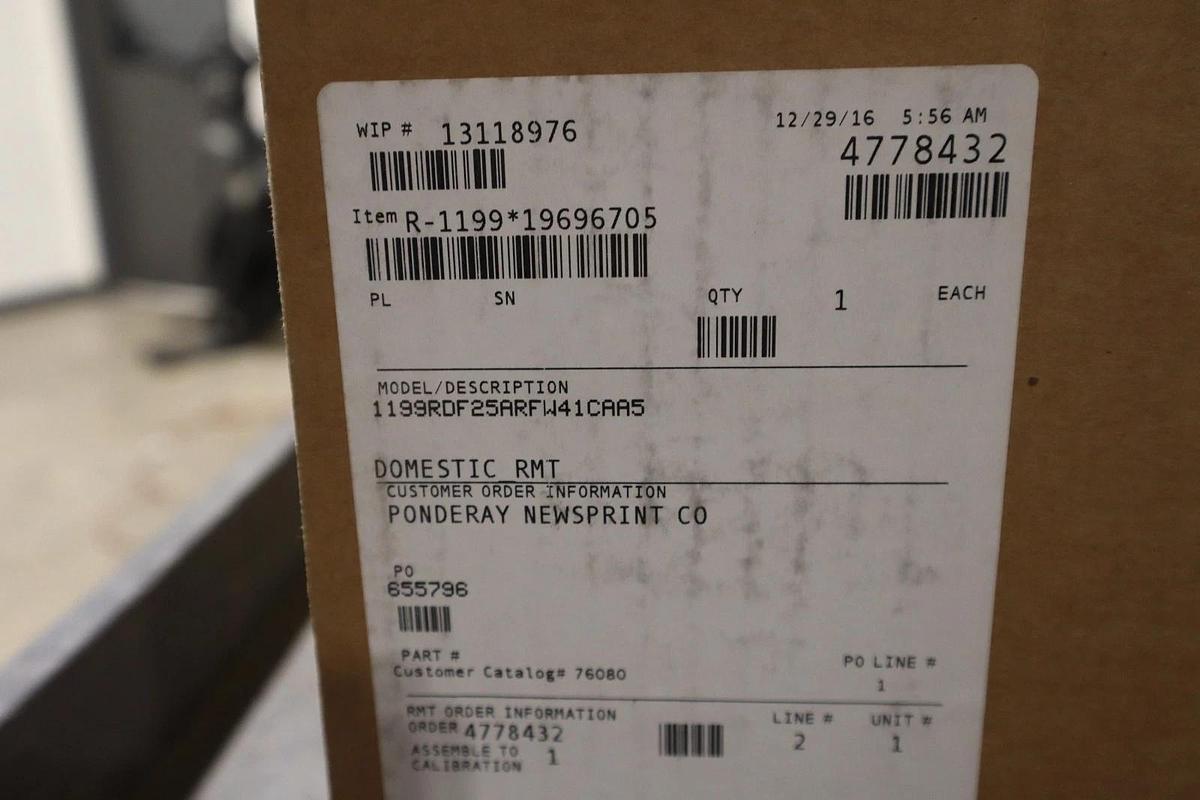 WIP # 13118976
12/29/16 5:56 AM
4778432
Item R-1199*19696705
PL SN QTY 1 EACH
MODEL/DESCRIPTION
1199RDF25ARFW41CAA5
DOMESTIC RMT
CUSTOMER ORDER INFORMATION
PONDERAY NEWSPRINT CO
PO
655796
PART #
Customer Catalog# 76080
PO LINE #
1
RMT ORDER INFORMATION
ORDER 4778432
LINE # UNIT #
2 1
ASSEMBLE TO 1
CALIBRATION